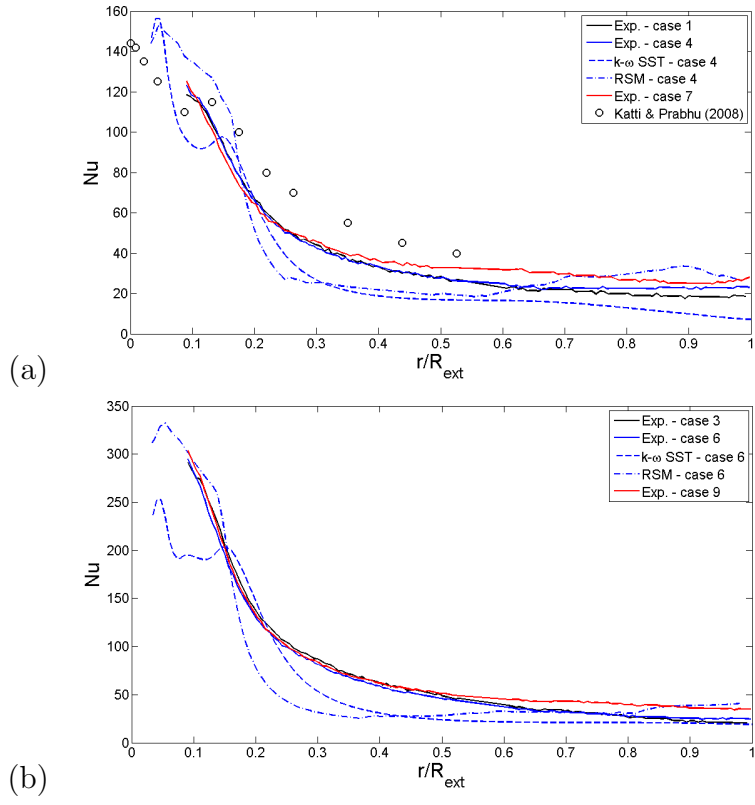 160
140
120
100
80
60
40
20
0
Nu
0
0.1
0.2
0.3
0.4
0.5
0.6
0.7
0.8
0.9
1
r/R_ext
Exp. - case 1
Exp. - case 4
k-ω SST - case 4
RSM - case 4
Exp. - case 7
Katti & Prabhu (2008)
(a)
350
300
250
200
150
100
50
0
Nu
0
0.1
0.2
0.3
0.4
0.5
0.6
0.7
0.8
0.9
1
r/R_ext
Exp. - case 3
Exp. - case 6
k-ω SST - case 6
RSM - case 6
Exp. - case 9
(b)